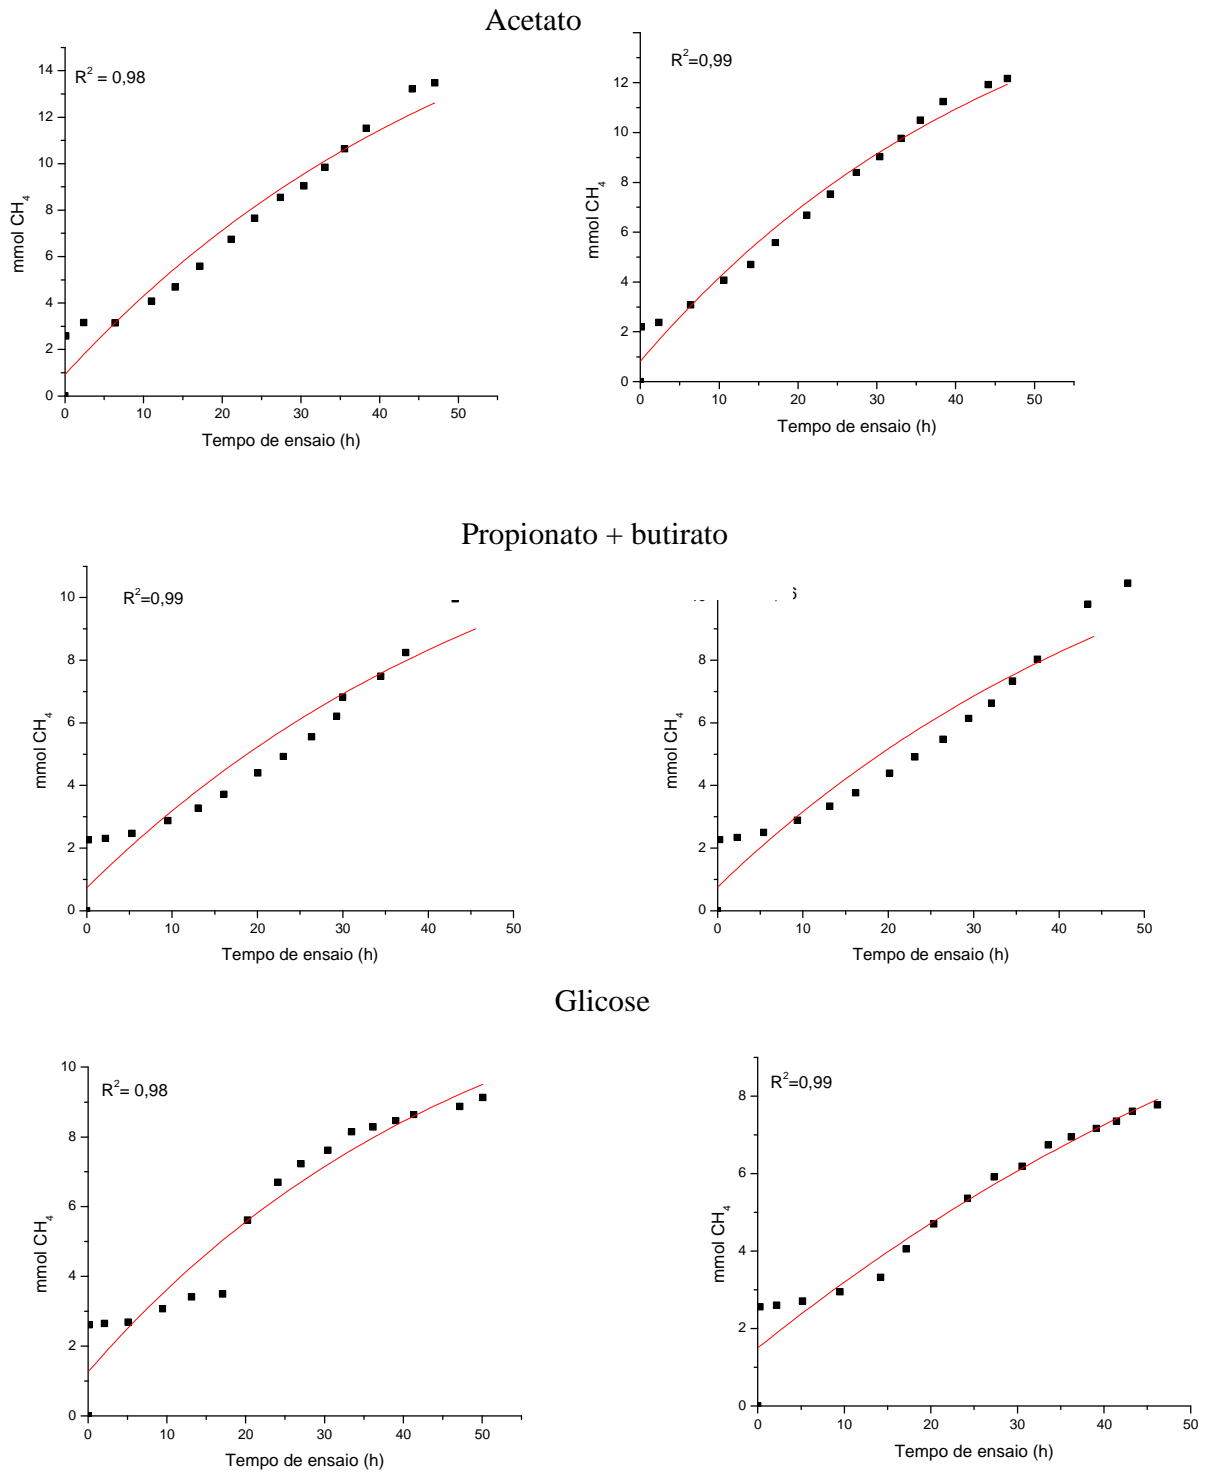 Acetato
R² = 0,98
14
12
10
8
6
4
2
0
mmol CH₄
0 10 20 30 40 50
Tempo de ensaio (h)
R²=0,99
12
10
8
6
4
2
0
mmol CH₄
0 10 20 30 40 50
Tempo de ensaio (h)
Propionato + butirato
R²=0,99
10
8
6
4
2
0
mmol CH₄
0 10 20 30 40 50
Tempo de ensaio (h)
8
6
4
2
0
mmol CH₄
0 10 20 30 40 50
Tempo de ensaio (h)
Glicose
R²= 0,98
10
8
6
4
2
0
mmol CH₄
0 10 20 30 40 50
Tempo de ensaio (h)
R²=0,99
8
6
4
2
0
mmol CH₄
0 10 20 30 40 50
Tempo de ensaio (h)